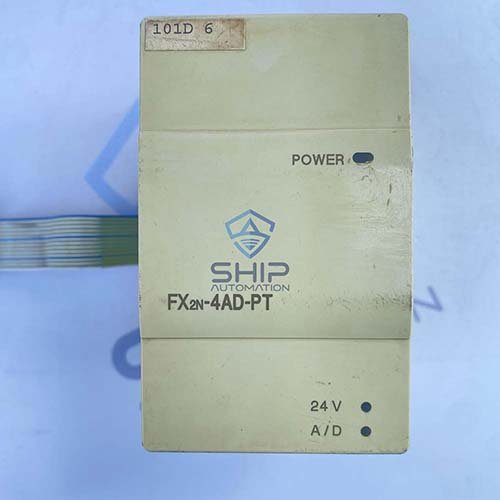 101D 6
POWER
SHIP
AUTOMATION
FX2N-4AD-PT
24V
A/D